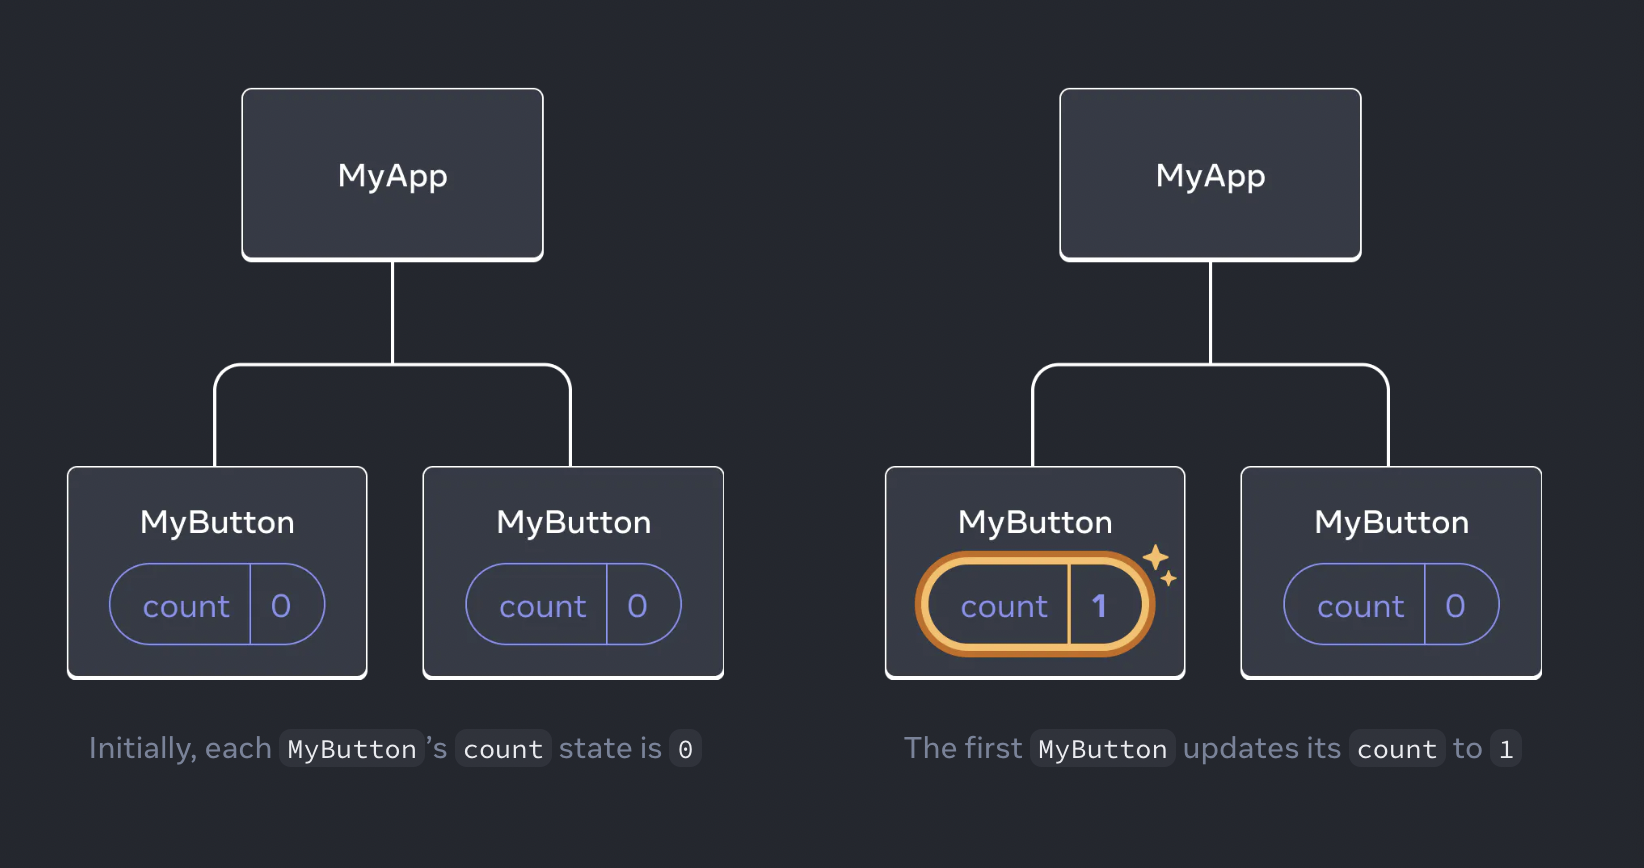 MyApp
MyButton
count 0
MyButton
count 0
Initially, each MyButton’s count state is 0
MyApp
MyButton
count 1
MyButton
count 0
The first MyButton updates its count to 1